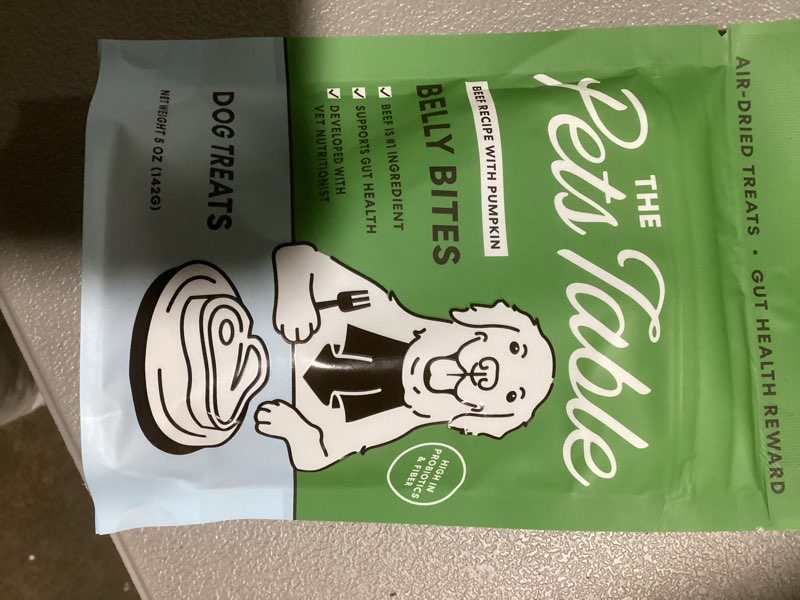 AIR-DRIED TREATS • GUT HEALTH REWARD
THE
Pets Table
BEEF RECIPE WITH PUMPKIN
BELLY BITES
BEEF IS #1 INGREDIENT
SUPPORTS GUT HEALTH
DEVELOPED WITH
VET NUTRITIONIST
HIGH IN
PROBIOTICS
& FIBER
DOG TREATS
NET WEIGHT 5 OZ (142G)